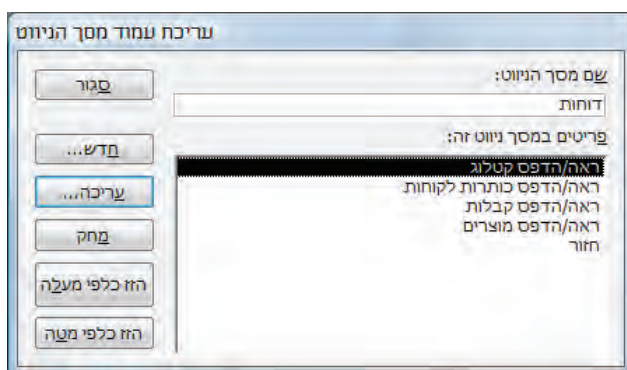 עריכת עמוד מסך הניווט
שם מסך הניווט:
דוחות
פריטים במסך ניווט זה:
ראה/הדפס קטלוג
ראה/הדפס כותרות לקוחות
ראה/הדפס קבלות
ראה/הדפס מוצרים
חזור
סגור
חדש...
עריכה...
מחק
הזז כלפי מעלה
הזז כלפי מטה